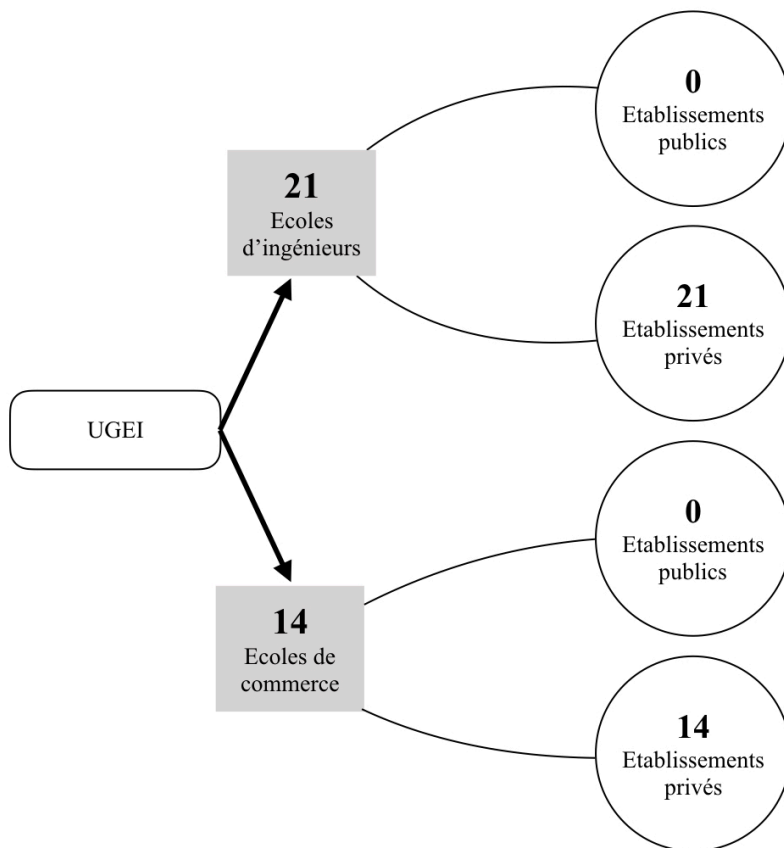 0
Etablissements
publics
21
Ecoles
d’ingénieurs
21
Etablissements
privés
UGEI
0
Etablissements
publics
14
Ecoles de
commerce
14
Etablissements
privés